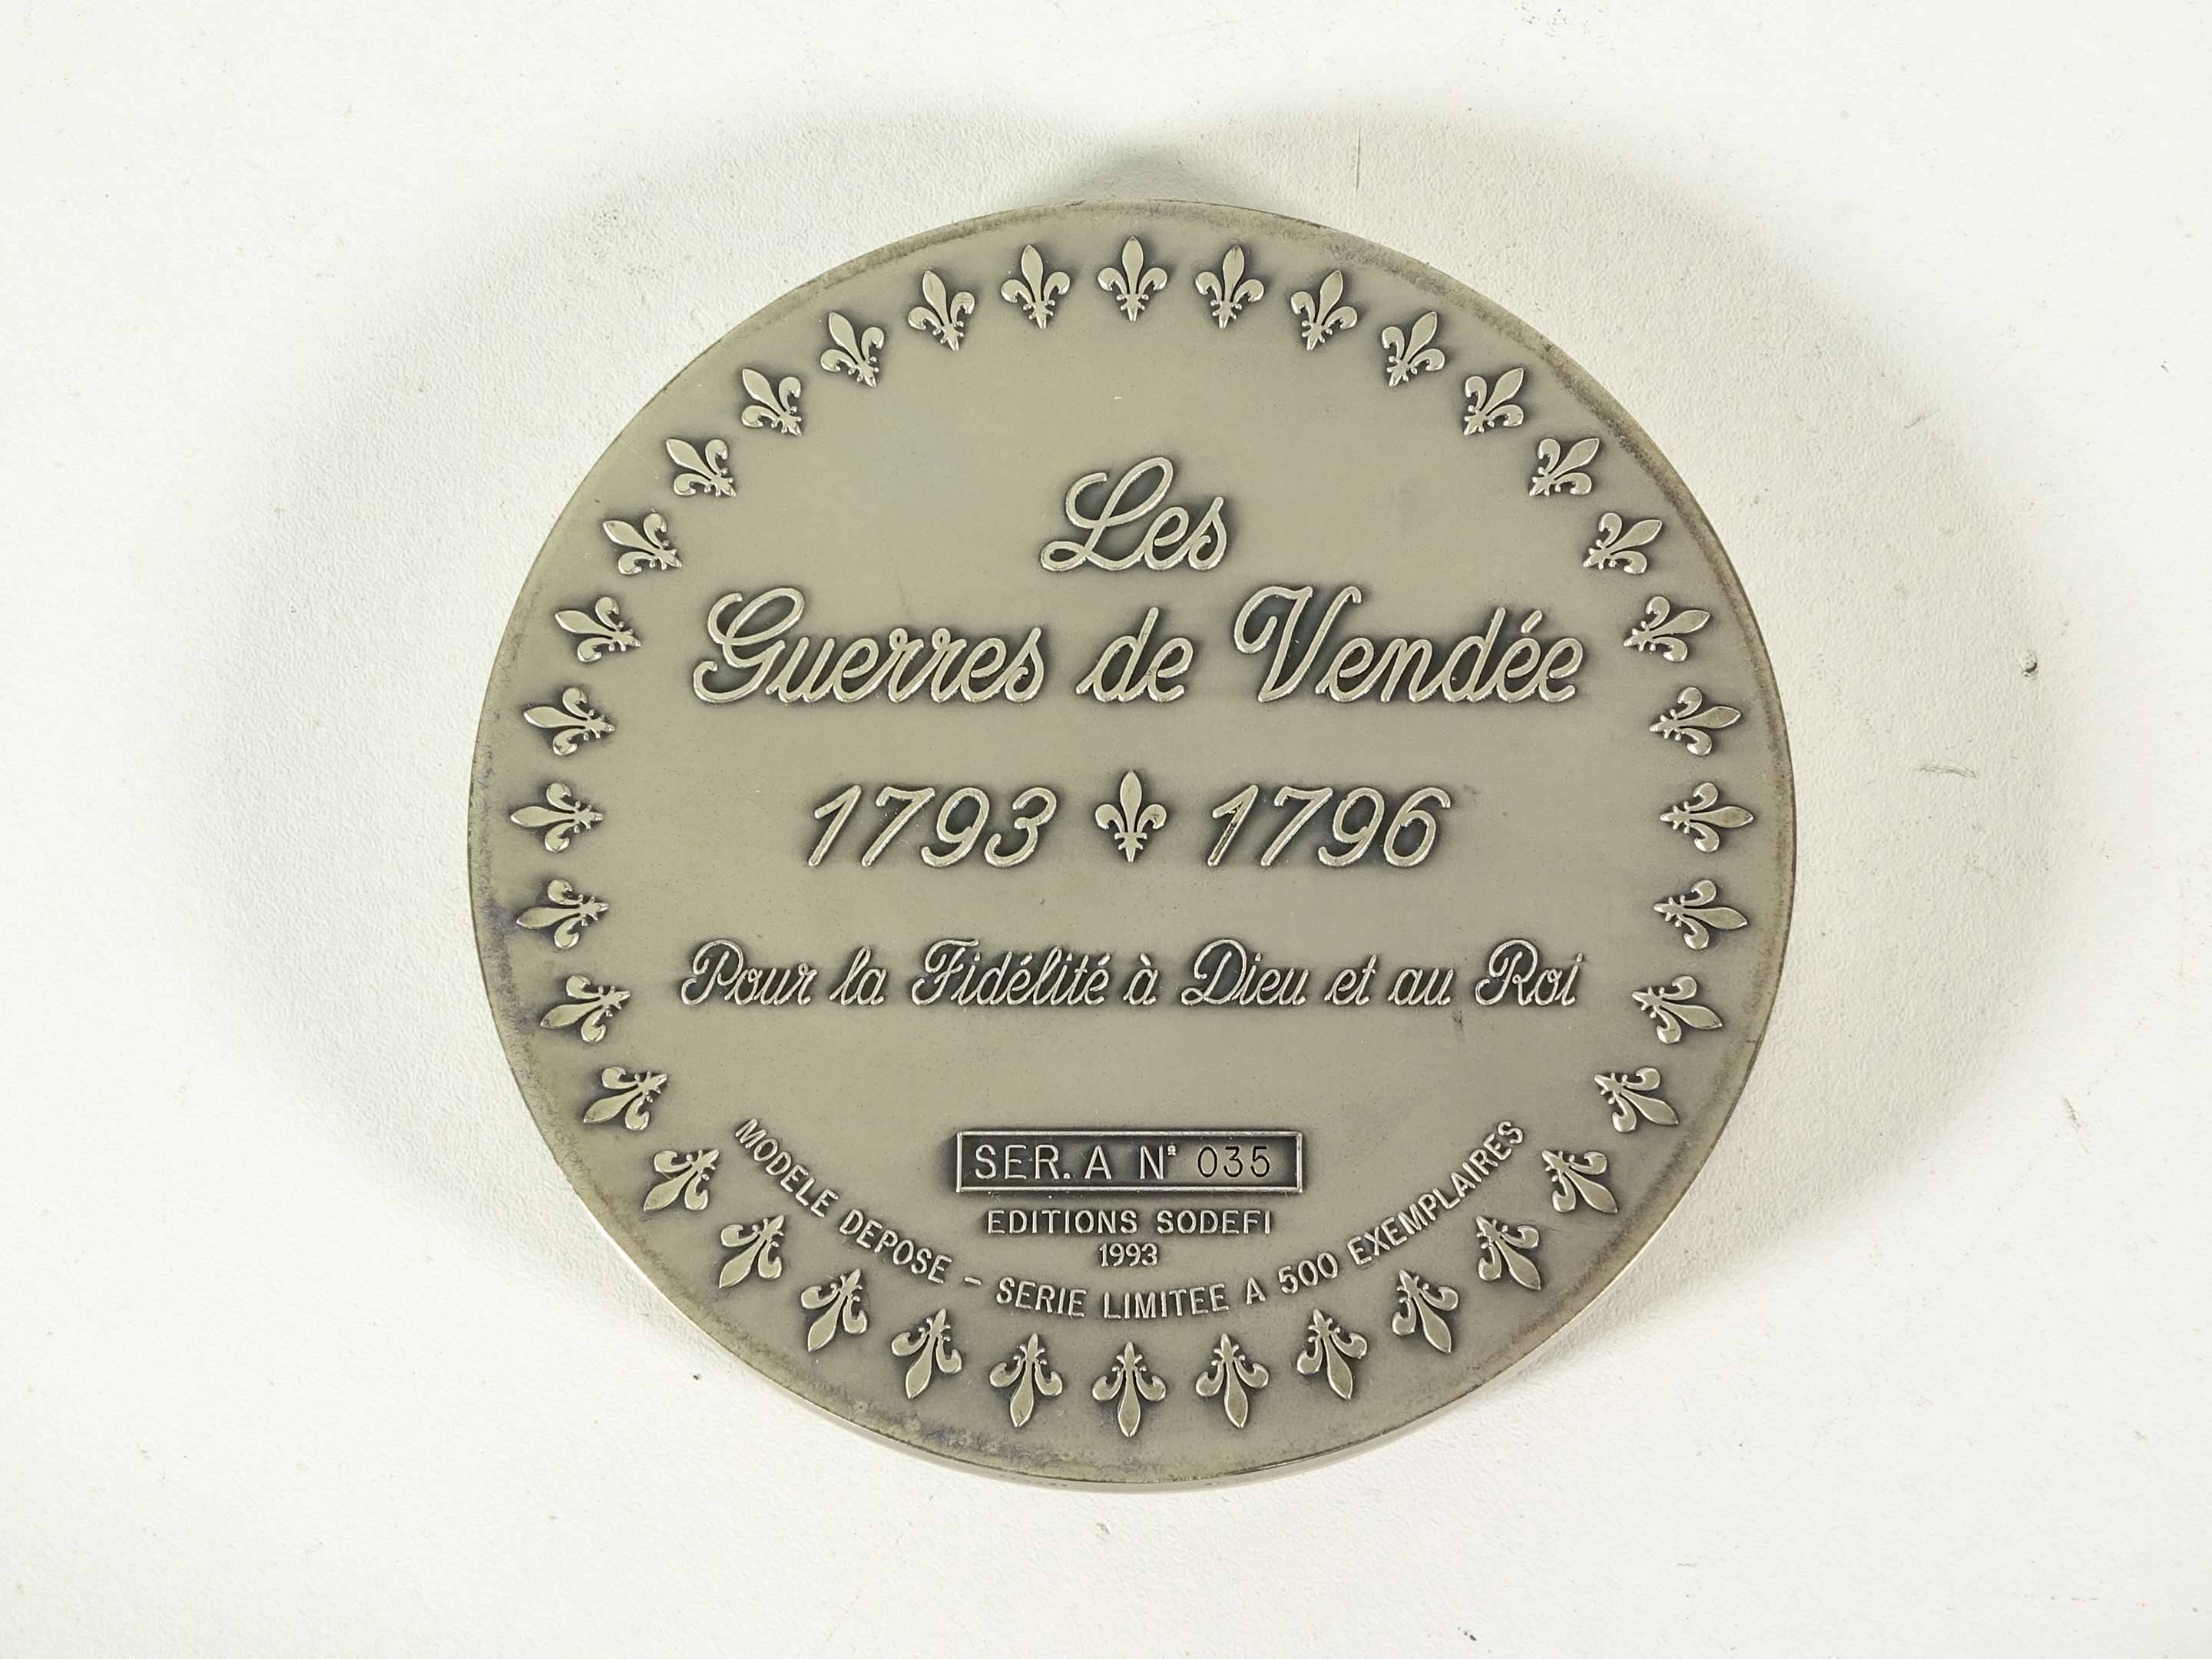 Les
Guerres de Vendée
1793 1796
Pour la Fidélité à Dieu et au Roi
SER. A Nº 035
EDITIONS SODEFI
1993
MODELE DEPOSE - SERIE LIMITEE A 500 EXEMPLAIRES